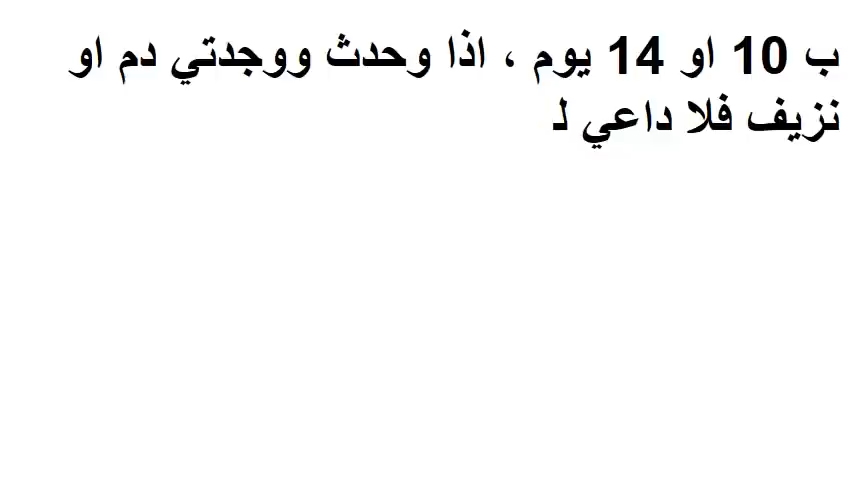 ب 10 او 14 يوم ، اذا وحدث ووجدتي دم او
نزيف فلا داعي لـ